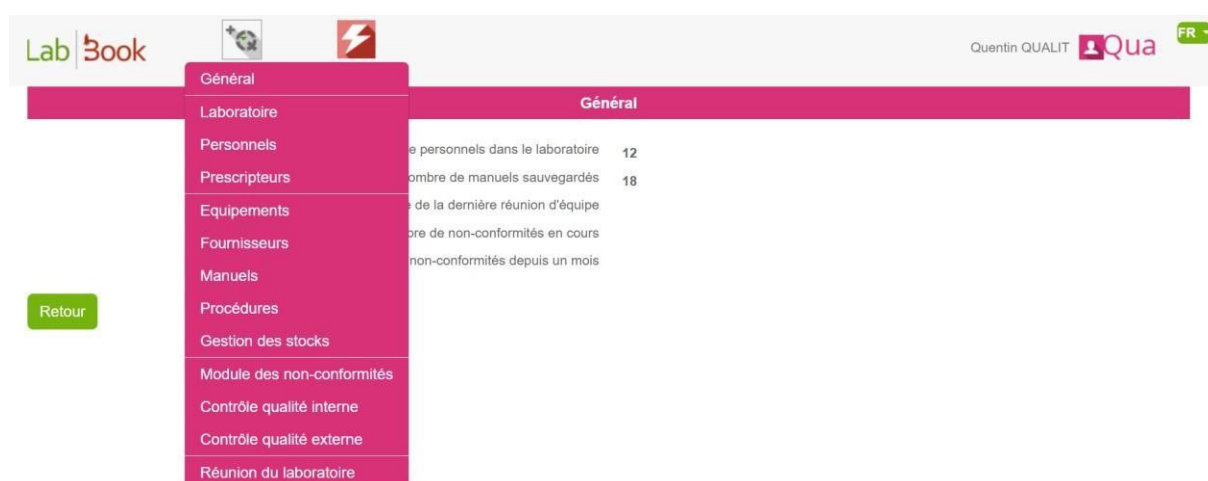 Lab Book
Quentin QUALIT Qua
FR
Général
Général
Laboratoire
Personnels
Prescripteurs
Equipements
Fournisseurs
Manuels
Procédures
Gestion des stocks
Module des non-conformités
Contrôle qualité interne
Contrôle qualité externe
Réunion du laboratoire
e personnels dans le laboratoire 12
ombre de manuels sauvegardés 18
de la dernière réunion d'équipe
bre de non-conformités en cours
non-conformités depuis un mois
Retour